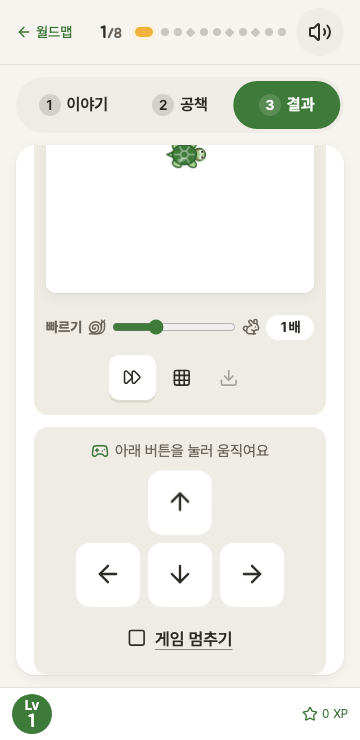 월드맵
1/8
1 이야기
2 공책
3 결과
빠르기
1배
아래 버튼을 눌러 움직여요
게임 멈추기
Lv
1
0 XP